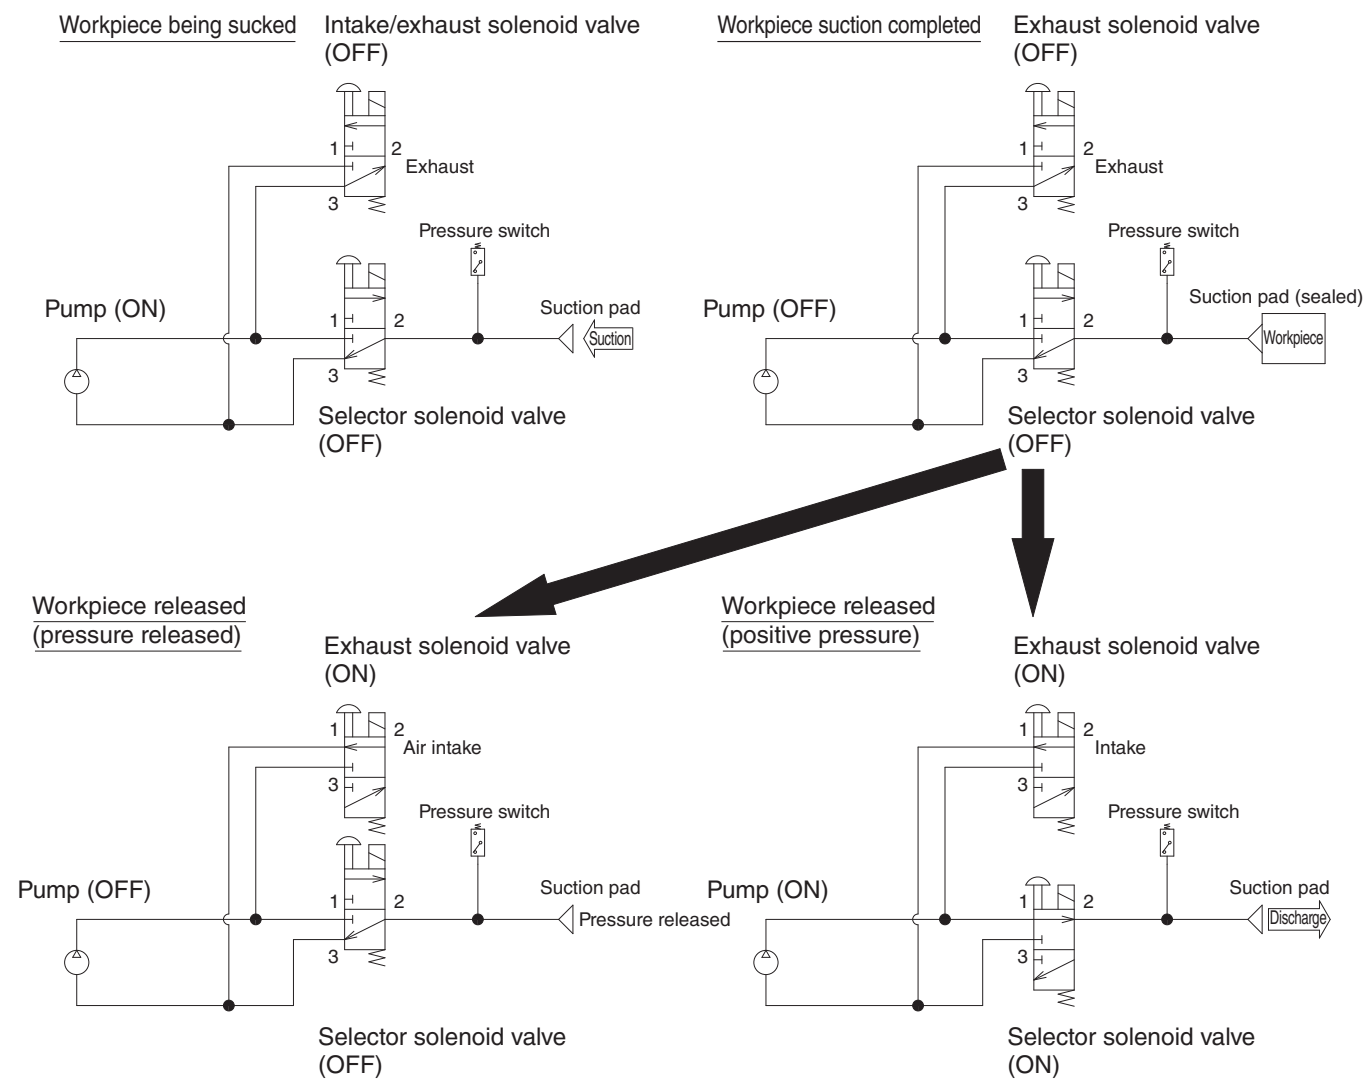 Workpiece being sucked
Intake/exhaust solenoid valve
(OFF)
1
2
Exhaust
3
Pressure switch
Pump (ON)
1
2
Suction pad
Suction
3
Selector solenoid valve
(OFF)
Workpiece suction completed
Exhaust solenoid valve
(OFF)
1
2
Exhaust
3
Pressure switch
Pump (OFF)
1
2
Suction pad (sealed)
Workpiece
3
Selector solenoid valve
(OFF)
Workpiece released
(pressure released)
Exhaust solenoid valve
(ON)
1
2
Air intake
3
Pressure switch
Pump (OFF)
1
2
Suction pad
Pressure released
3
Selector solenoid valve
(OFF)
Workpiece released
(positive pressure)
Exhaust solenoid valve
(ON)
1
2
Intake
3
Pressure switch
Pump (ON)
1
2
Suction pad
Discharge
3
Selector solenoid valve
(ON)